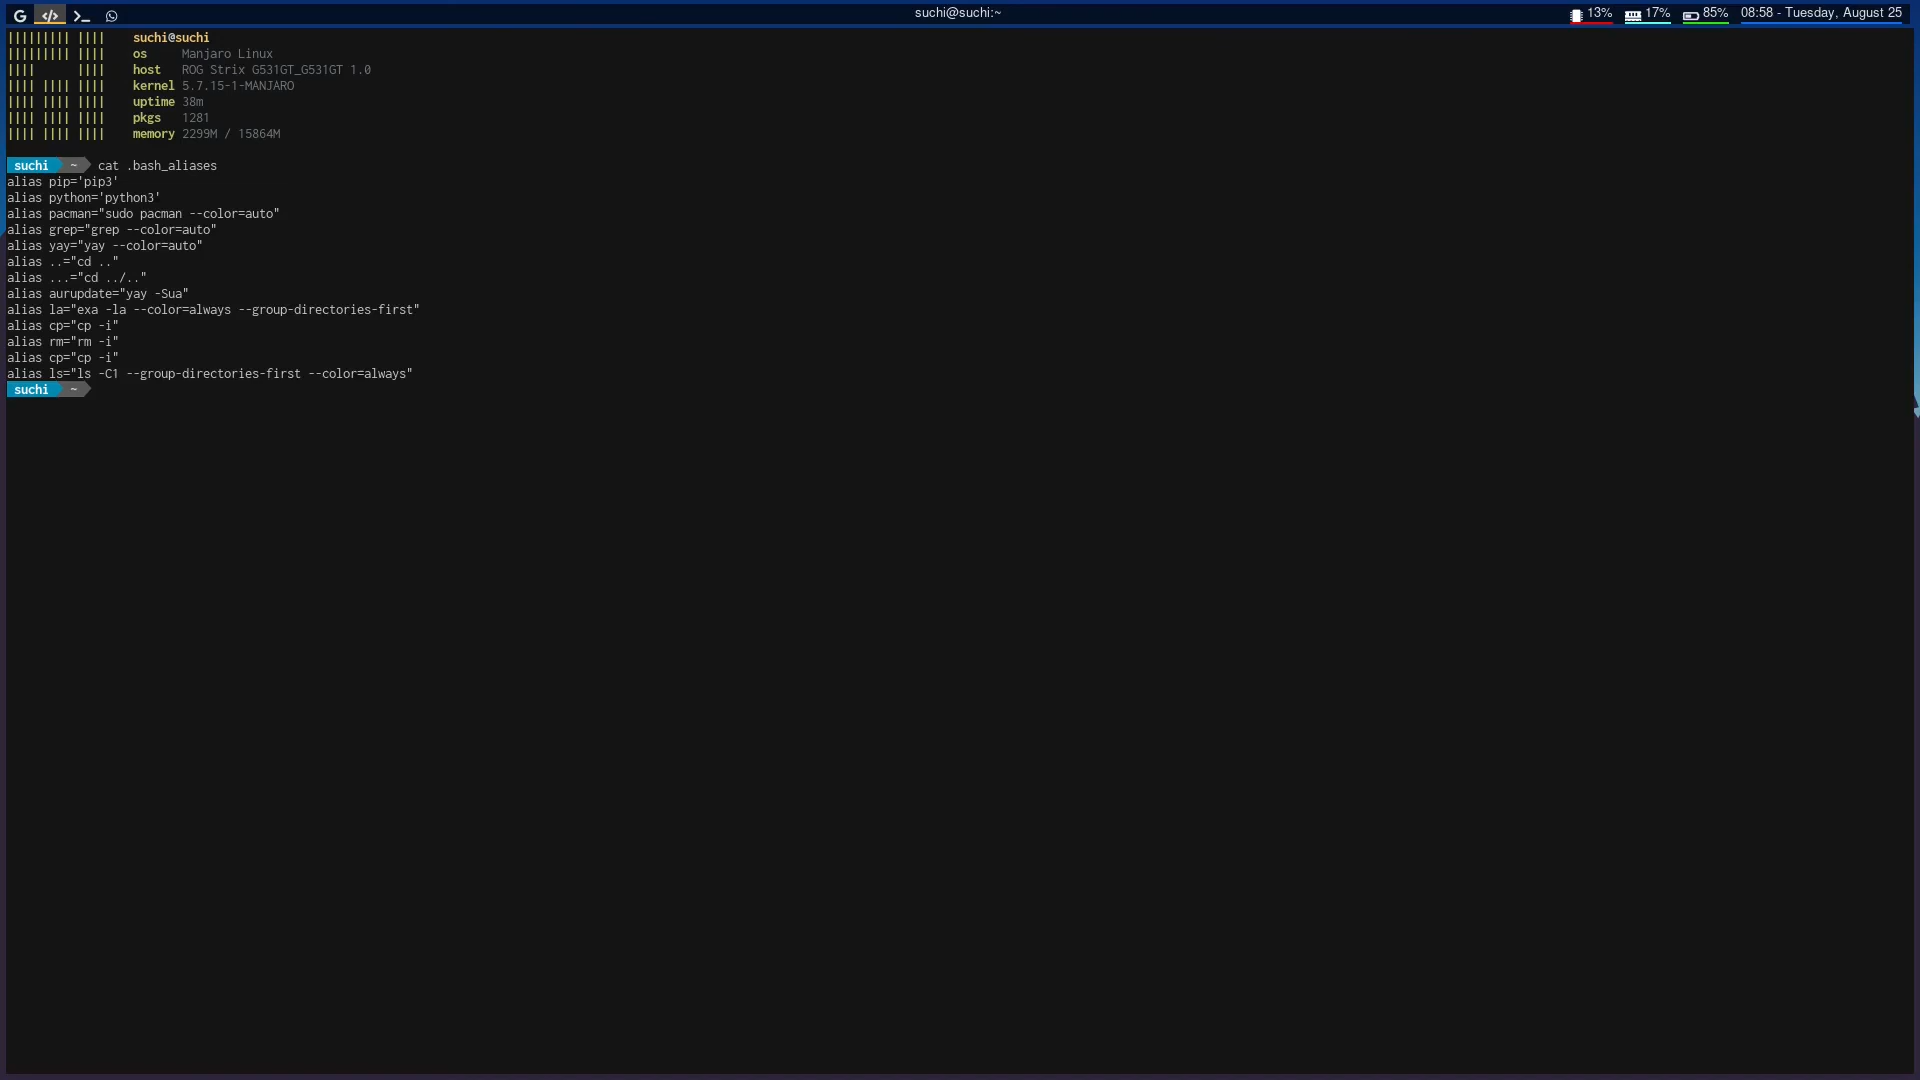 suchi@suchi:~
13% 17% 85% 08:58 - Tuesday, August 25
||||||||| |||| suchi@suchi
||||||||| |||| os Manjaro Linux
|||| |||| host ROG Strix G531GT_G531GT 1.0
|||| |||| |||| kernel 5.7.15-1-MANJARO
|||| |||| |||| uptime 38m
|||| |||| |||| pkgs 1281
|||| |||| |||| memory 2299M / 15864M
suchi ~ cat .bash_aliases
alias pip='pip3'
alias python='python3'
alias pacman="sudo pacman --color=auto"
alias grep="grep --color=auto"
alias yay="yay --color=auto"
alias ..="cd .."
alias ...="cd ../.."
alias aurupdate="yay -Sua"
alias la="exa -la --color=always --group-directories-first"
alias cp="cp -i"
alias rm="rm -i"
alias cp="cp -i"
alias ls="ls -C1 --group-directories-first --color=always"
suchi ~